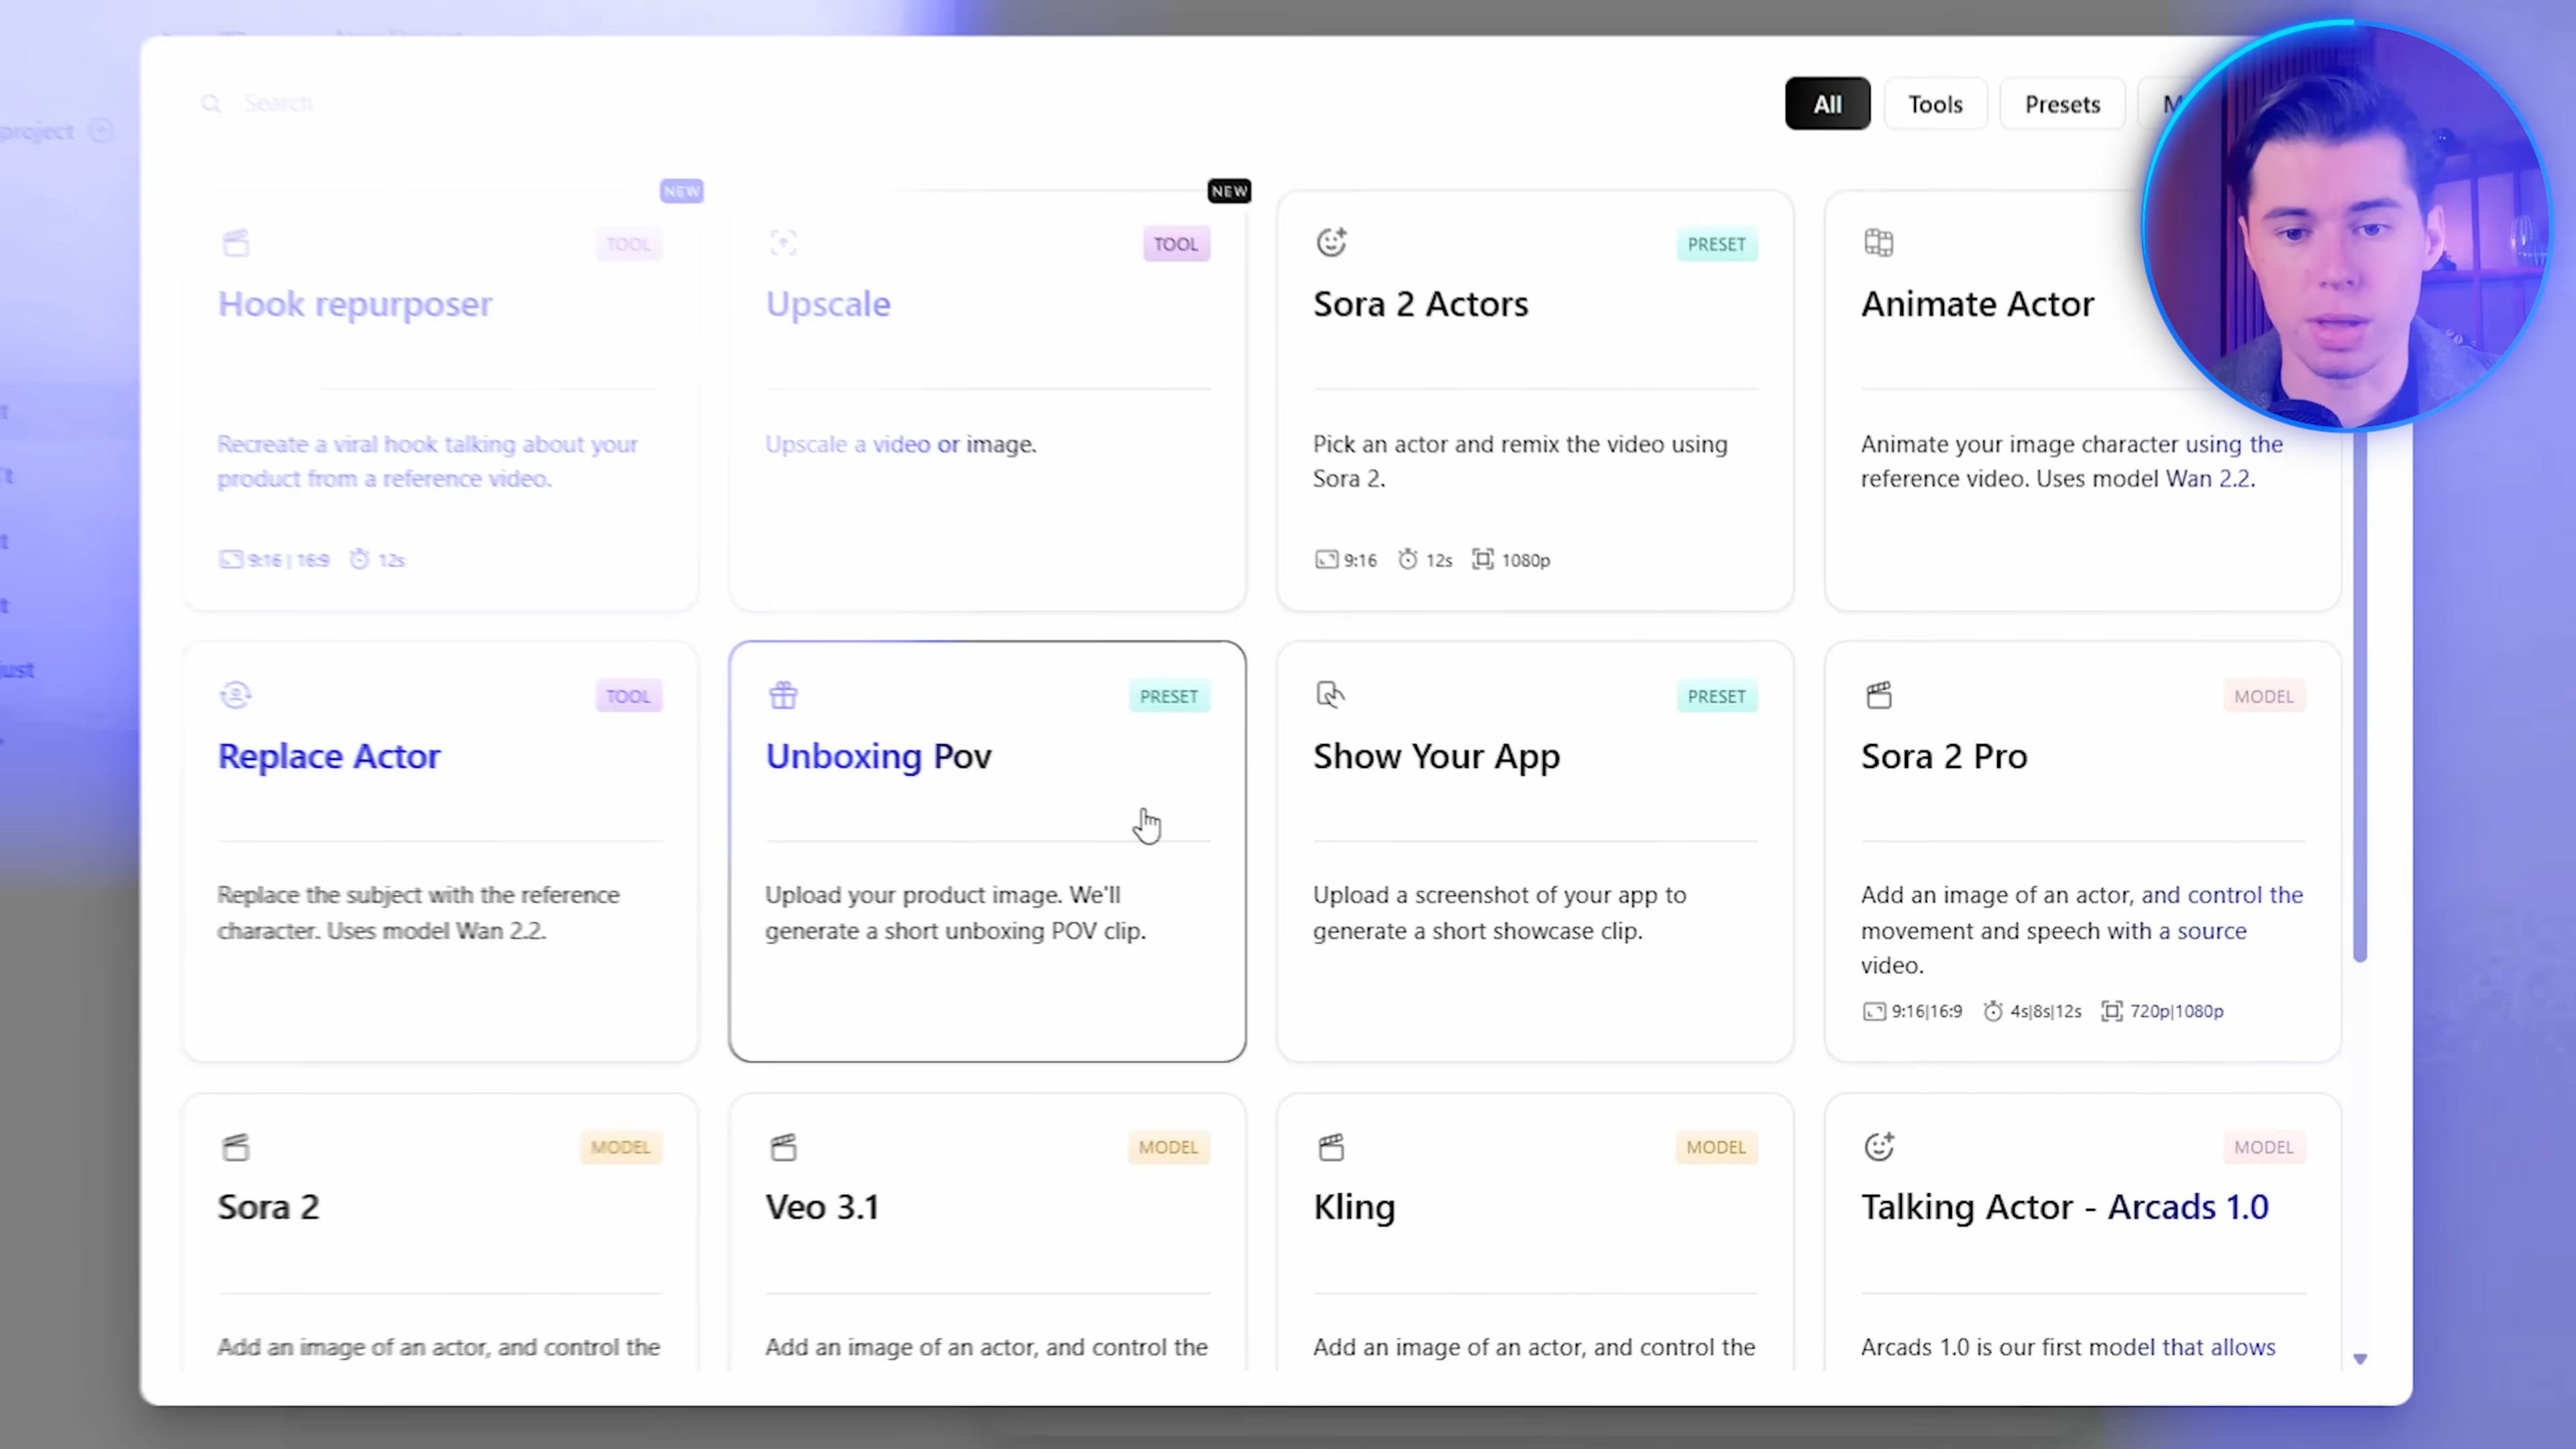 Search
All
Tools
Presets
project
NEW
TOOL
Hook repurposer
Recreate a viral hook talking about your
product from a reference video.
9:16 | 16:9
12s
NEW
TOOL
Upscale
Upscale a video or image.
PRESET
Sora 2 Actors
Pick an actor and remix the video using
Sora 2.
9:16
12s
1080p
Animate Actor
Animate your image character using the
reference video. Uses model Wan 2.2.
TOOL
Replace Actor
Replace the subject with the reference
character. Uses model Wan 2.2.
PRESET
Unboxing Pov
Upload your product image. We'll
generate a short unboxing POV clip.
PRESET
Show Your App
Upload a screenshot of your app to
generate a short showcase clip.
MODEL
Sora 2 Pro
Add an image of an actor, and control the
movement and speech with a source
video.
9:16|16:9
4s|8s|12s
720p|1080p
MODEL
Sora 2
Add an image of an actor, and control the
MODEL
Veo 3.1
Add an image of an actor, and control the
MODEL
Kling
Add an image of an actor, and control the
MODEL
Talking Actor - Arcads 1.0
Arcads 1.0 is our first model that allows